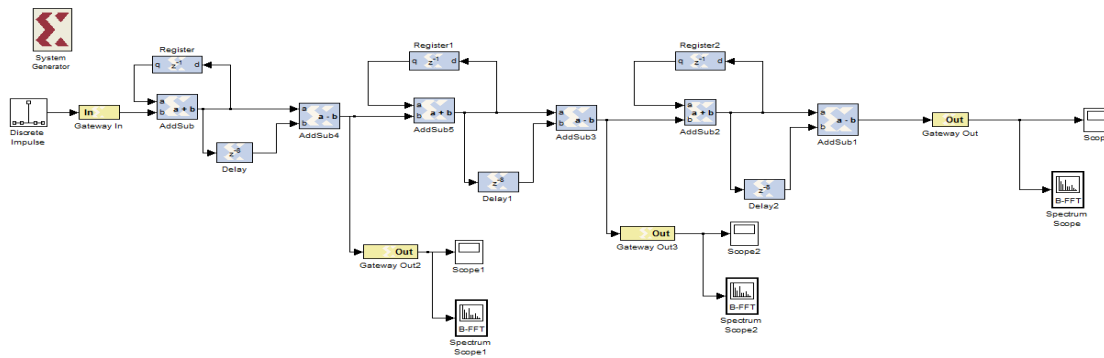 System
Generator
Register
q z⁻¹ d
a
b
a + b
AddSub
Discrete
Impulse
In
Gateway In
z⁻⁸
Delay
a
b
a - b
AddSub4
Register1
q z⁻¹ d
a
b
a + b
AddSub5
z⁻⁸
Delay1
a
b
a - b
AddSub3
Register2
q z⁻¹ d
a
b
a + b
AddSub2
z⁻⁸
Delay2
a
b
a - b
AddSub1
Out
Gateway Out
Scop
B-FFT
Spectrum
Scope
Out
Gateway Out2
Scope1
B-FFT
Spectrum
Scope1
Out
Gateway Out3
Scope2
B-FFT
Spectrum
Scope2